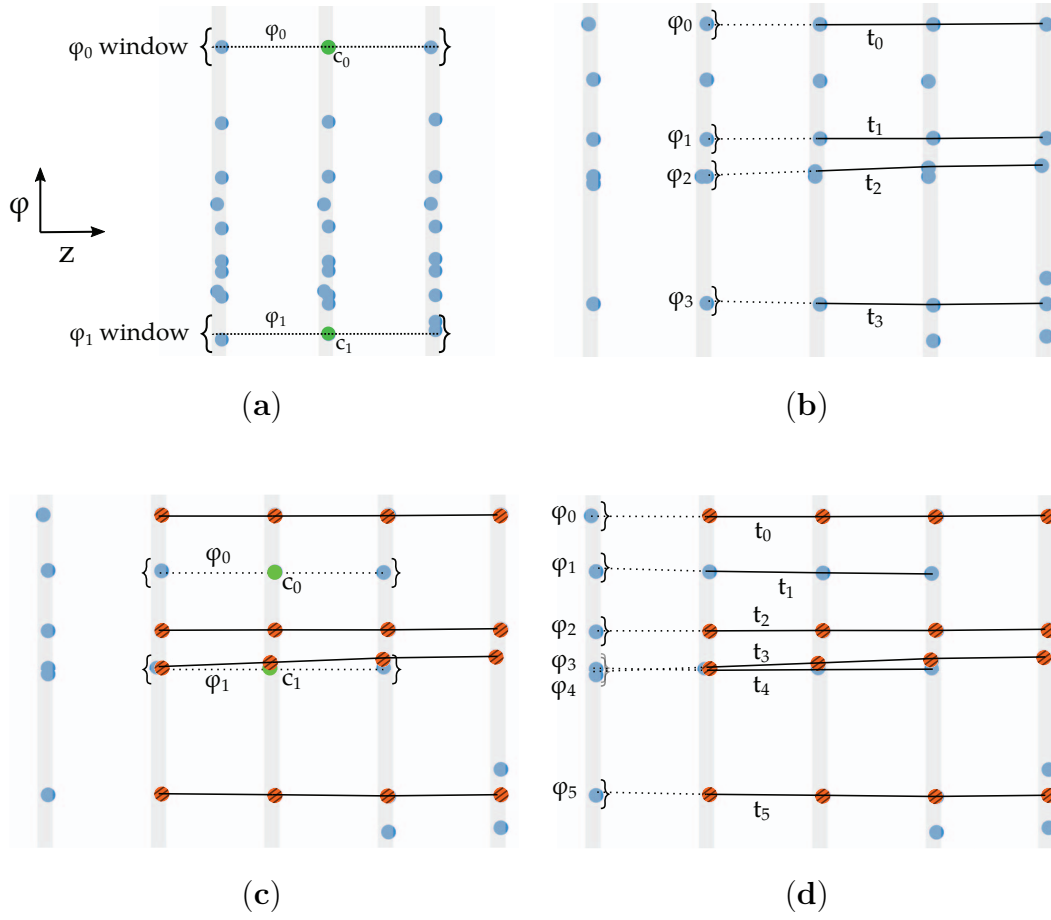 φ₀ window
φ₀
c₀
φ
z
φ₁ window
φ₁
c₁
(a)
φ₀
t₀
φ₁
t₁
φ₂
t₂
φ₃
t₃
(b)
φ₀
c₀
φ₁
c₁
(c)
φ₀
t₀
φ₁
t₁
φ₂
t₂
φ₃
t₃
φ₄
t₄
φ₅
t₅
(d)